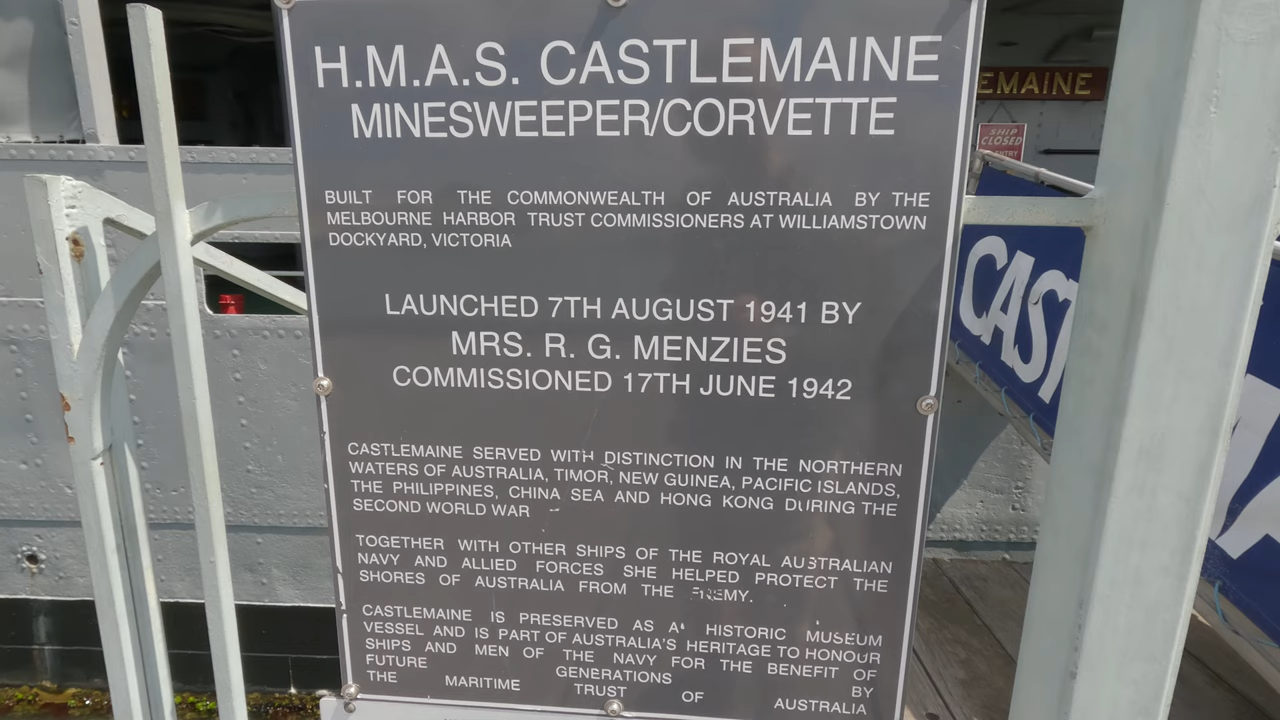 H.M.A.S. CASTLEMAINE
MINESWEEPER/CORVETTE
BUILT FOR THE COMMONWEALTH OF AUSTRALIA BY THE
MELBOURNE HARBOR TRUST COMMISSIONERS AT WILLIAMSTOWN
DOCKYARD, VICTORIA
LAUNCHED 7TH AUGUST 1941 BY
MRS. R. G. MENZIES
COMMISSIONED 17TH JUNE 1942
CASTLEMAINE SERVED WITH DISTINCTION IN THE NORTHERN
WATERS OF AUSTRALIA, TIMOR, NEW GUINEA, PACIFIC ISLANDS,
THE PHILIPPINES, CHINA SEA AND HONG KONG DURING THE
SECOND WORLD WAR
TOGETHER WITH OTHER SHIPS OF THE ROYAL AUSTRALIAN
NAVY AND ALLIED FORCES SHE HELPED PROTECT THE
SHORES OF AUSTRALIA FROM THE ENEMY.
CASTLEMAINE IS PRESERVED AS A HISTORIC MUSEUM
VESSEL AND IS PART OF AUSTRALIA'S HERITAGE TO HONOUR
SHIPS AND MEN OF THE NAVY FOR THE BENEFIT OF
FUTURE GENERATIONS BY
THE MARITIME TRUST OF AUSTRALIA
EMAINE
SHIP
CLOSED
ENTRY
CAST